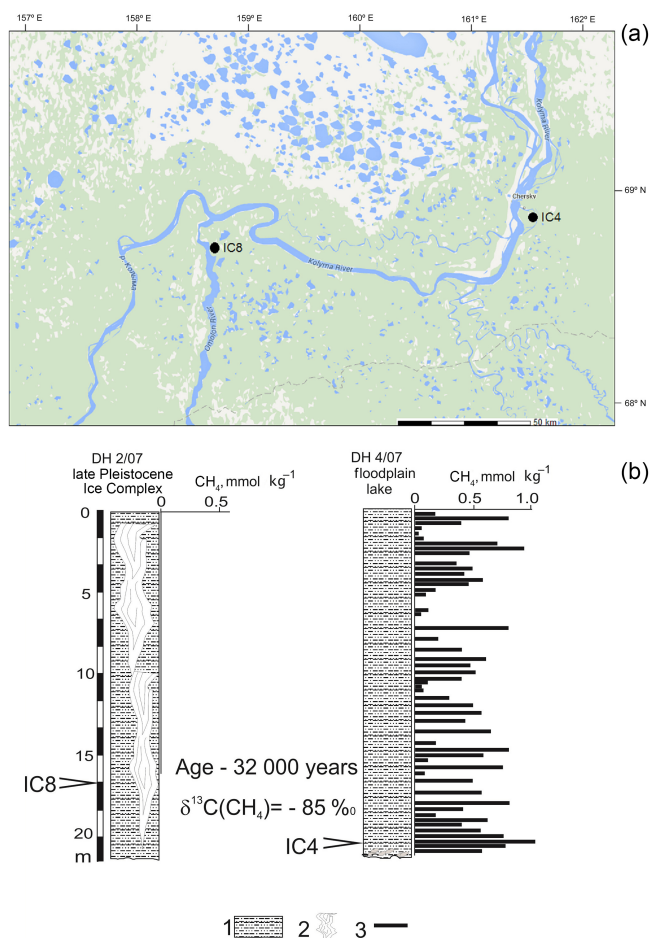 157° E
158° E
159° E
160° E
161° E
162° E
(a)
Kolyma River
69° N
Chersky
IC4
IC8
р. Колыма
Kolyma River
Omolon River
68° N
50 km
DH 2/07
late Pleistocene
Ice Complex
CH₄, mmol kg⁻¹
0 0.5
DH 4/07
floodplain
lake
CH₄, mmol kg⁻¹
0 0.5 1.0
(b)
0
5
10
15
20
m
IC8
Age - 32 000 years
δ¹³C(CH₄)= - 85 ‰
IC4
1 2 3